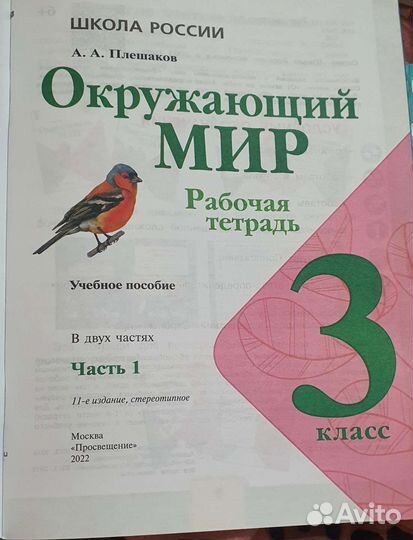 ШКОЛА РОССИИ
А. А. Плешаков
Окружающий
МИР
Рабочая
тетрадь
Учебное пособие
В двух частях
Часть 1
11-е издание, стереотипное
3
КЛАСС
Москва
«Просвещение»
2022
Avito